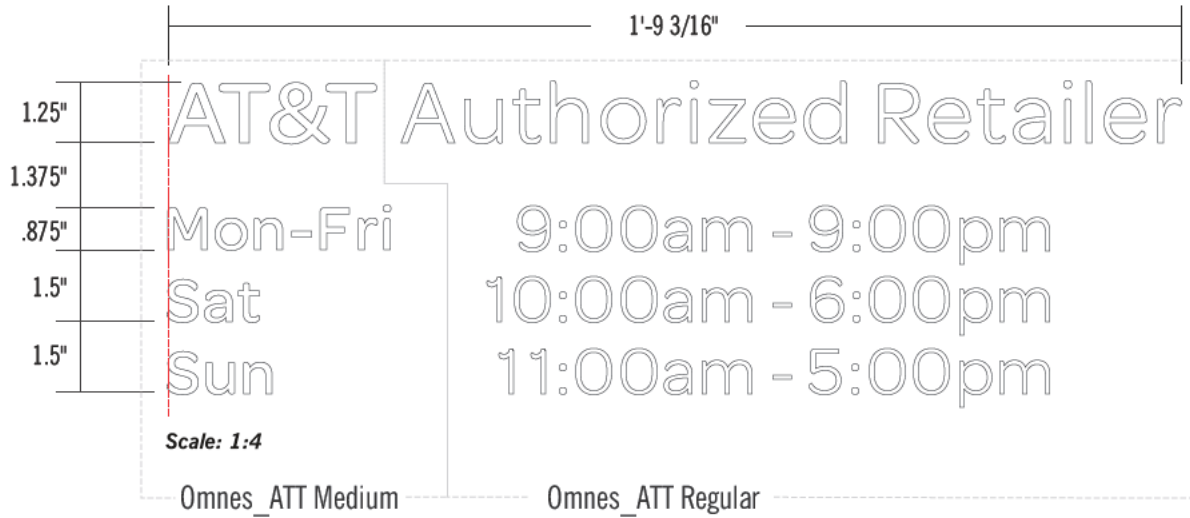 1'-9 3/16"
1.25"
AT&T Authorized Retailer
1.375"
.875"
Mon-Fri 9:00am - 9:00pm
1.5"
Sat 10:00am - 6:00pm
1.5"
Sun 11:00am - 5:00pm
Scale: 1:4
Omnes_ATT Medium Omnes_ATT Regular